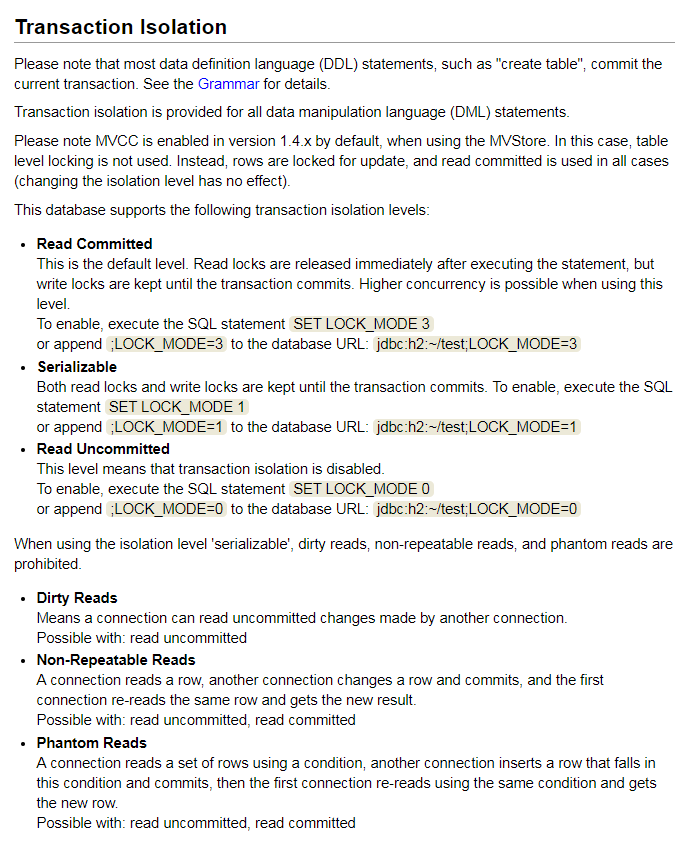 Transaction Isolation
Please note that most data definition language (DDL) statements, such as "create table", commit the
current transaction. See the Grammar for details.
Transaction isolation is provided for all data manipulation language (DML) statements.
Please note MVCC is enabled in version 1.4.x by default, when using the MVStore. In this case, table
level locking is not used. Instead, rows are locked for update, and read committed is used in all cases
(changing the isolation level has no effect).
This database supports the following transaction isolation levels:
• Read Committed
This is the default level. Read locks are released immediately after executing the statement, but
write locks are kept until the transaction commits. Higher concurrency is possible when using this
level.
To enable, execute the SQL statement SET LOCK_MODE 3
or append ;LOCK_MODE=3 to the database URL: jdbc:h2:~/test;LOCK_MODE=3
• Serializable
Both read locks and write locks are kept until the transaction commits. To enable, execute the SQL
statement SET LOCK_MODE 1
or append ;LOCK_MODE=1 to the database URL: jdbc:h2:~/test;LOCK_MODE=1
• Read Uncommitted
This level means that transaction isolation is disabled.
To enable, execute the SQL statement SET LOCK_MODE 0
or append ;LOCK_MODE=0 to the database URL: jdbc:h2:~/test;LOCK_MODE=0
When using the isolation level 'serializable', dirty reads, non-repeatable reads, and phantom reads are
prohibited.
• Dirty Reads
Means a connection can read uncommitted changes made by another connection.
Possible with: read uncommitted
• Non-Repeatable Reads
A connection reads a row, another connection changes a row and commits, and the first
connection re-reads the same row and gets the new result.
Possible with: read uncommitted, read committed
• Phantom Reads
A connection reads a set of rows using a condition, another connection inserts a row that falls in
this condition and commits, then the first connection re-reads using the same condition and gets
the new row.
Possible with: read uncommitted, read committed